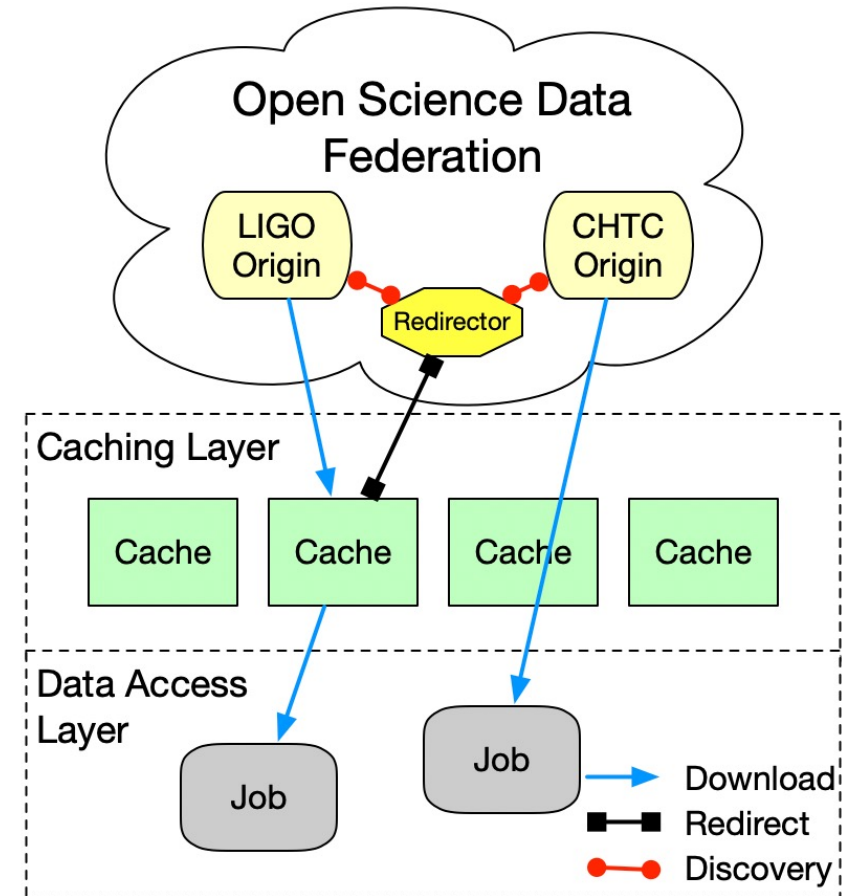 Open Science Data
Federation
LIGO
Origin
CHTC
Origin
Redirector
Caching Layer
Cache
Cache
Cache
Cache
Data Access
Layer
Job
Job
Download
Redirect
Discovery